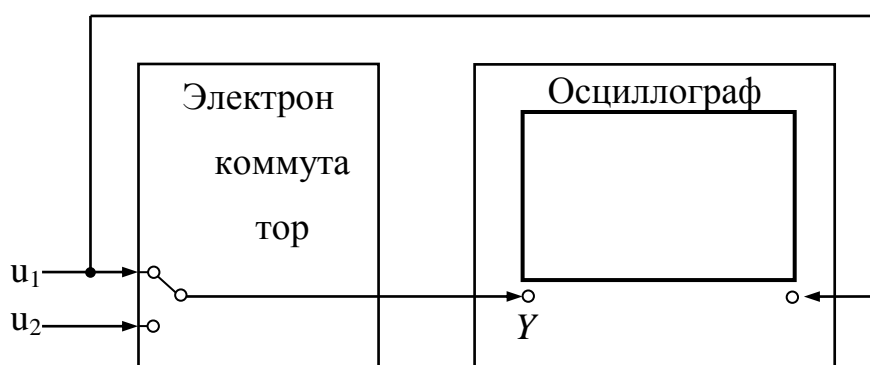 Электрон
коммута
тор
Осциллограф
u₁
u₂
Y